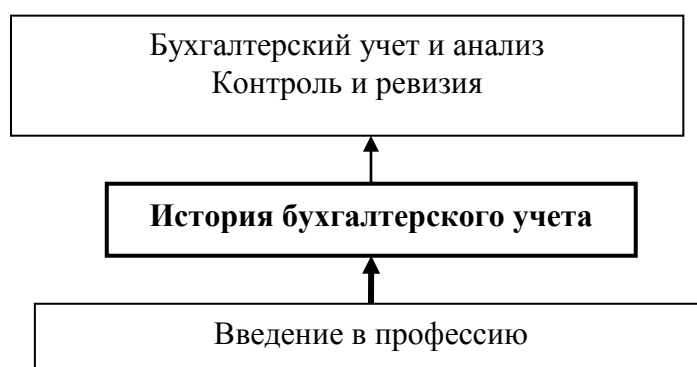 Бухгалтерский учет и анализ
Контроль и ревизия
История бухгалтерского учета
Введение в профессию